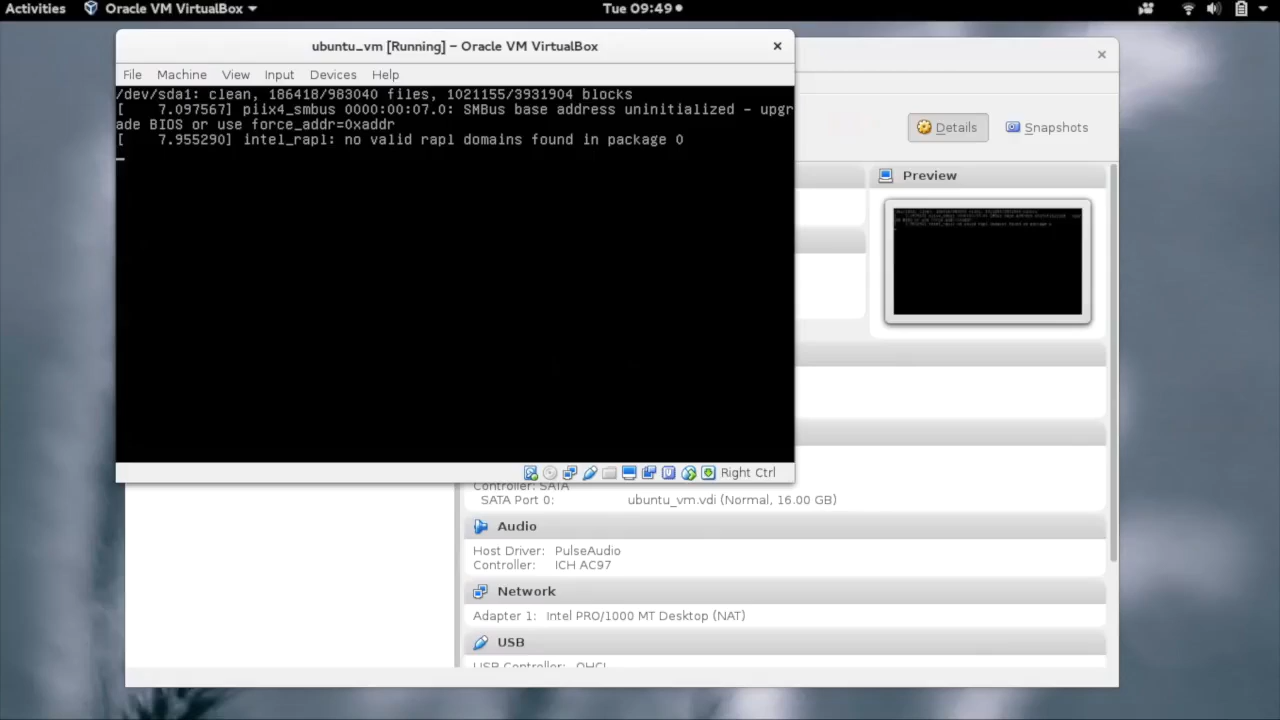 Activities Oracle VM VirtualBox Tue 09:49
ubuntu_vm [Running] – Oracle VM VirtualBox
File Machine View Input Devices Help
/dev/sda1: clean, 186418/983040 files, 1021155/3931904 blocks
[    7.097567] piix4_smbus 0000:00:07.0: SMBus base address uninitialized - upgr
ade BIOS or use force_addr=0xaddr
[    7.955290] intel_rapl: no valid rapl domains found in package 0
Right Ctrl
Details Snapshots
Preview
Controller: SATA
SATA Port 0: ubuntu_vm.vdi (Normal, 16.00 GB)
Audio
Host Driver: PulseAudio
Controller: ICH AC97
Network
Adapter 1: Intel PRO/1000 MT Desktop (NAT)
USB
USB Controller: OHCI